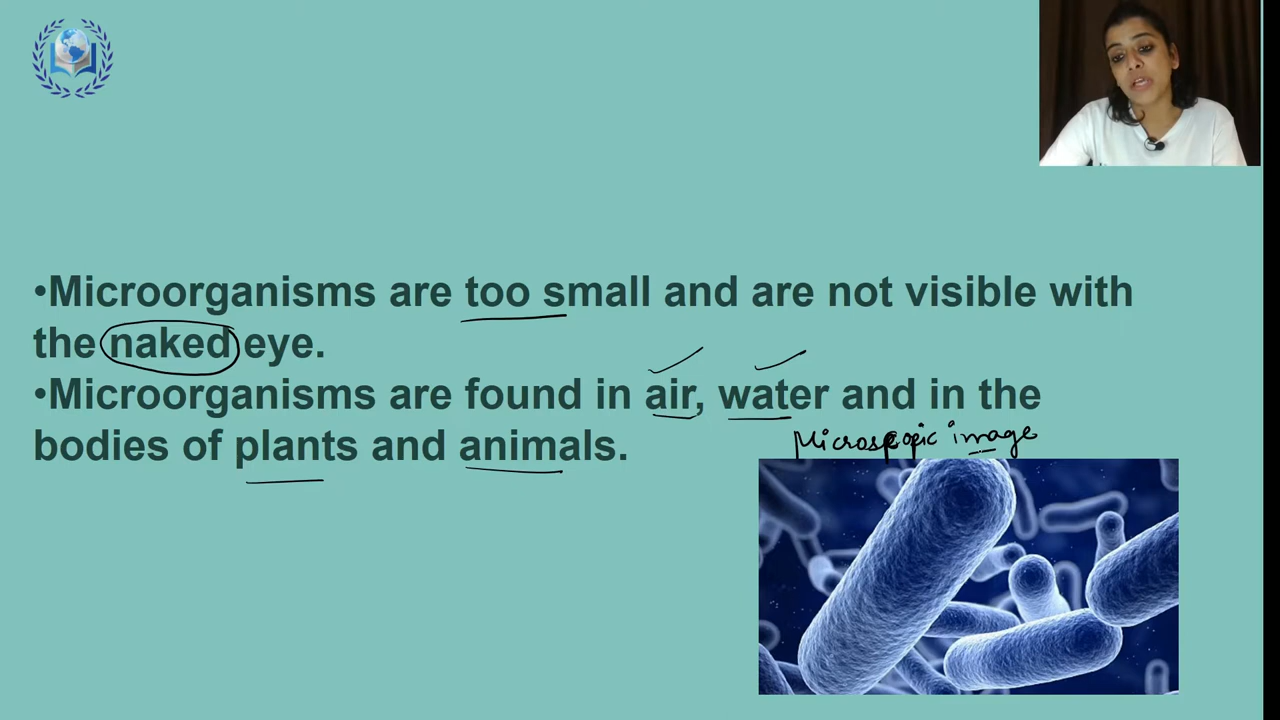 •Microorganisms are too small and are not visible with
the naked eye.
•Microorganisms are found in air, water and in the
bodies of plants and animals.
Microscopic image